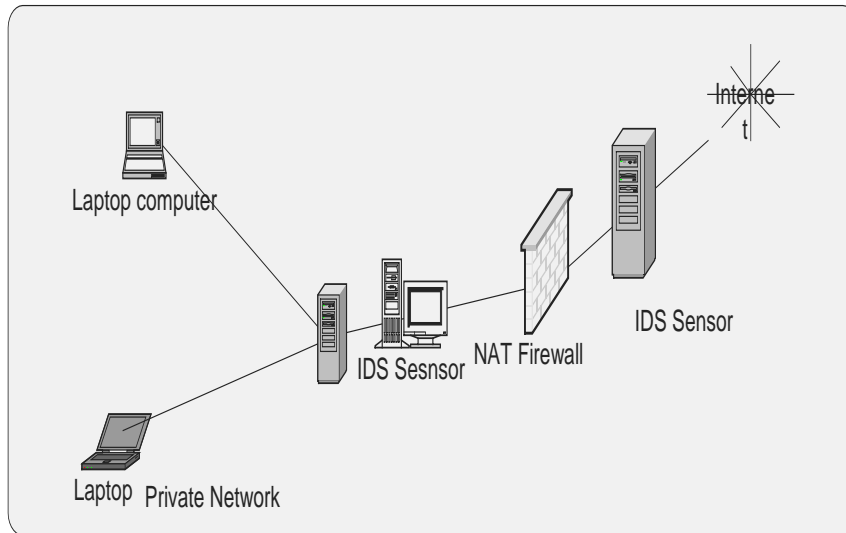 Interne
t
Laptop computer
IDS Sensor
NAT Firewall
IDS Sesnsor
Laptop
Private Network